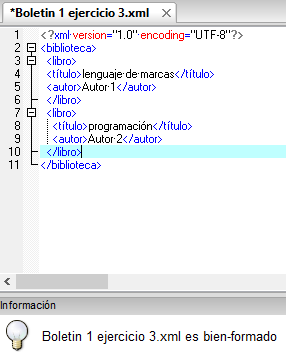 *Boletin 1 ejercicio 3.xml
1 <?xml version="1.0" encoding="UTF-8"?>
2 <biblioteca>
3 <libro>
4 <título>lenguaje de marcas</título>
5 <autor>Autor 1</autor>
6 </libro>
7 <libro>
8 <título>programación</título>
9 <autor>Autor 2</autor>
10 </libro>
11 </biblioteca>
Información
Boletin 1 ejercicio 3.xml es bien-formado